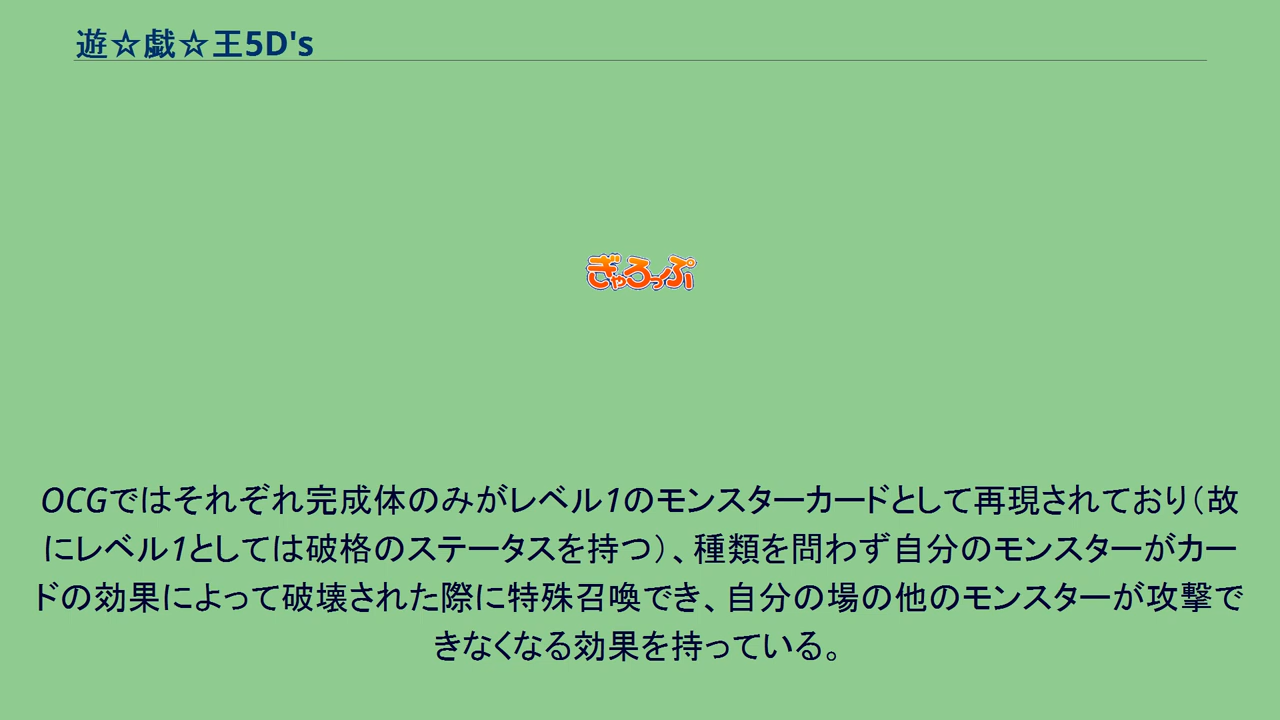 遊☆戯☆王5D's
ぎゃろっぷ
OCGではそれぞれ完成体のみがレベル1のモンスターカードとして再現されており（故
にレベル1としては破格のステータスを持つ）、種類を問わず自分のモンスターがカー
ドの効果によって破壊された際に特殊召喚でき、自分の場の他のモンスターが攻撃で
きなくなる効果を持っている。